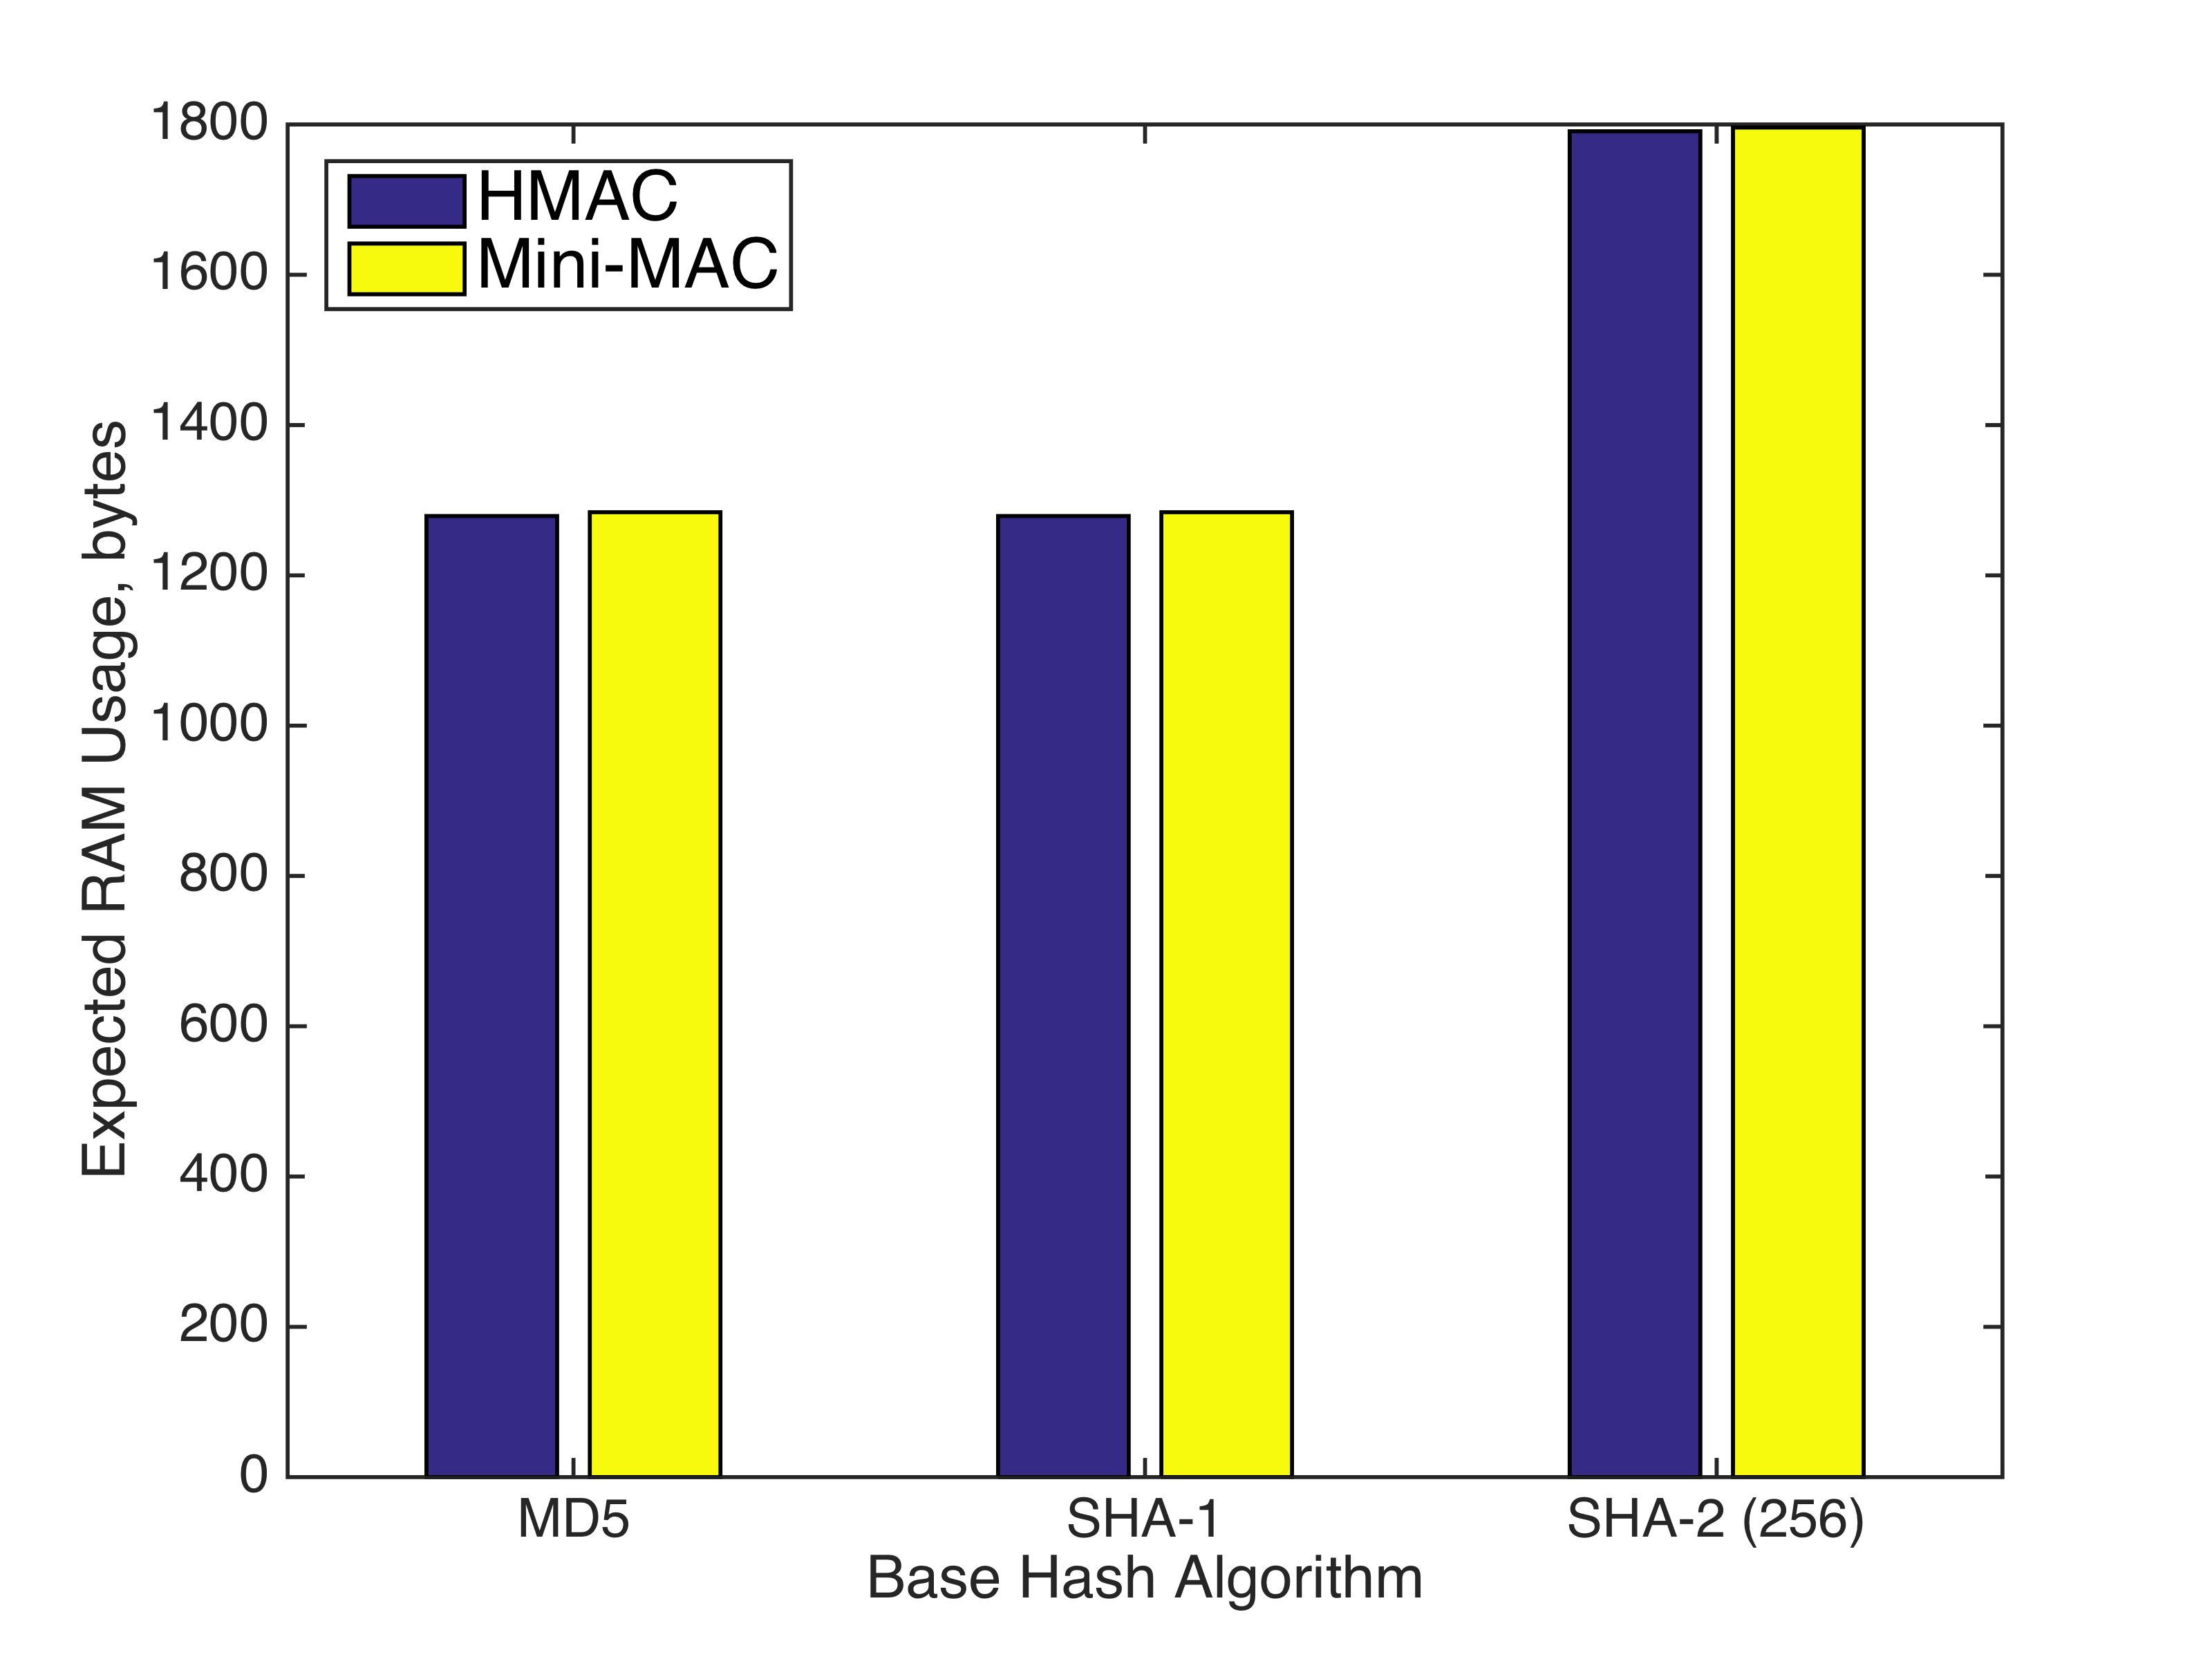 1800
1600
1400
1200
1000
800
600
400
200
0
Expected RAM Usage, bytes
HMAC
Mini-MAC
MD5
SHA-1
SHA-2 (256)
Base Hash Algorithm